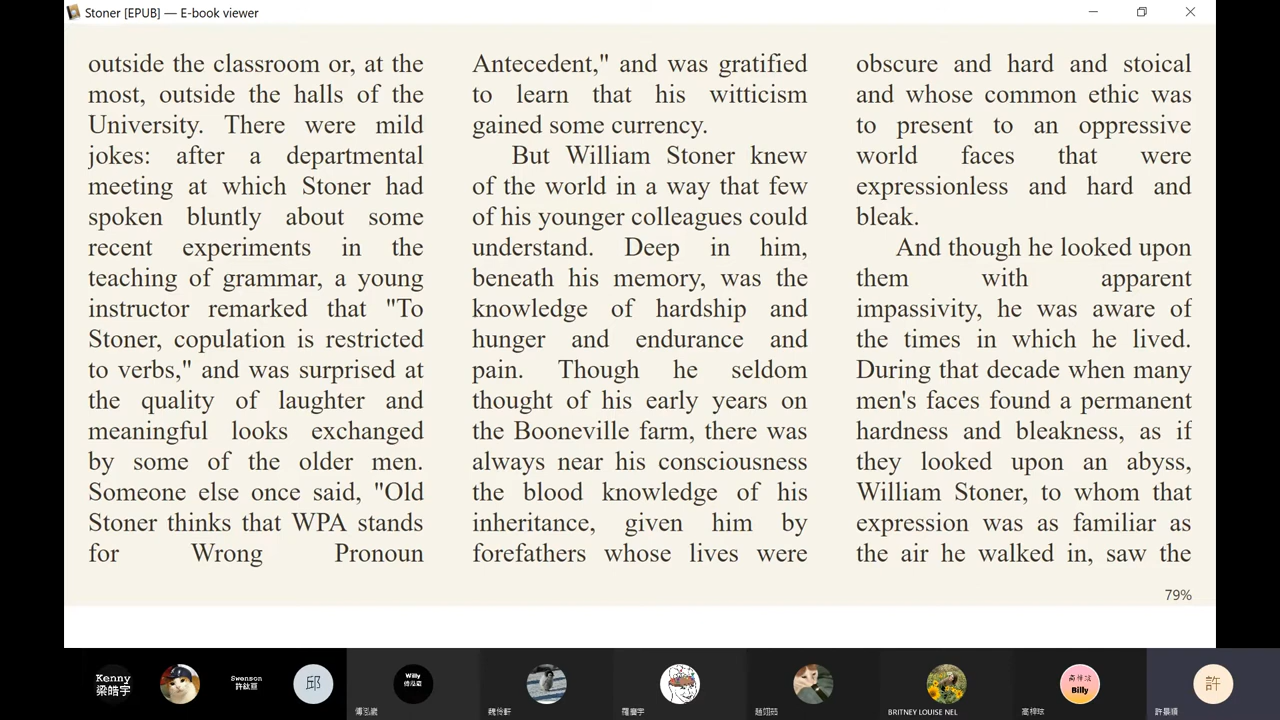 Stoner [EPUB] — E-book viewer
outside the classroom or, at the
most, outside the halls of the
University. There were mild
jokes: after a departmental
meeting at which Stoner had
spoken bluntly about some
recent experiments in the
teaching of grammar, a young
instructor remarked that "To
Stoner, copulation is restricted
to verbs," and was surprised at
the quality of laughter and
meaningful looks exchanged
by some of the older men.
Someone else once said, "Old
Stoner thinks that WPA stands
for Wrong Pronoun
Antecedent," and was gratified
to learn that his witticism
gained some currency.
But William Stoner knew
of the world in a way that few
of his younger colleagues could
understand. Deep in him,
beneath his memory, was the
knowledge of hardship and
hunger and endurance and
pain. Though he seldom
thought of his early years on
the Booneville farm, there was
always near his consciousness
the blood knowledge of his
inheritance, given him by
forefathers whose lives were
obscure and hard and stoical
and whose common ethic was
to present to an oppressive
world faces that were
expressionless and hard and
bleak.
And though he looked upon
them with apparent
impassivity, he was aware of
the times in which he lived.
During that decade when many
men's faces found a permanent
hardness and bleakness, as if
they looked upon an abyss,
William Stoner, to whom that
expression was as familiar as
the air he walked in, saw the
79%
Kenny
梁皓宇
Swenson
邱
Willy
BRITNEY LOUISE NEL
Billy
許